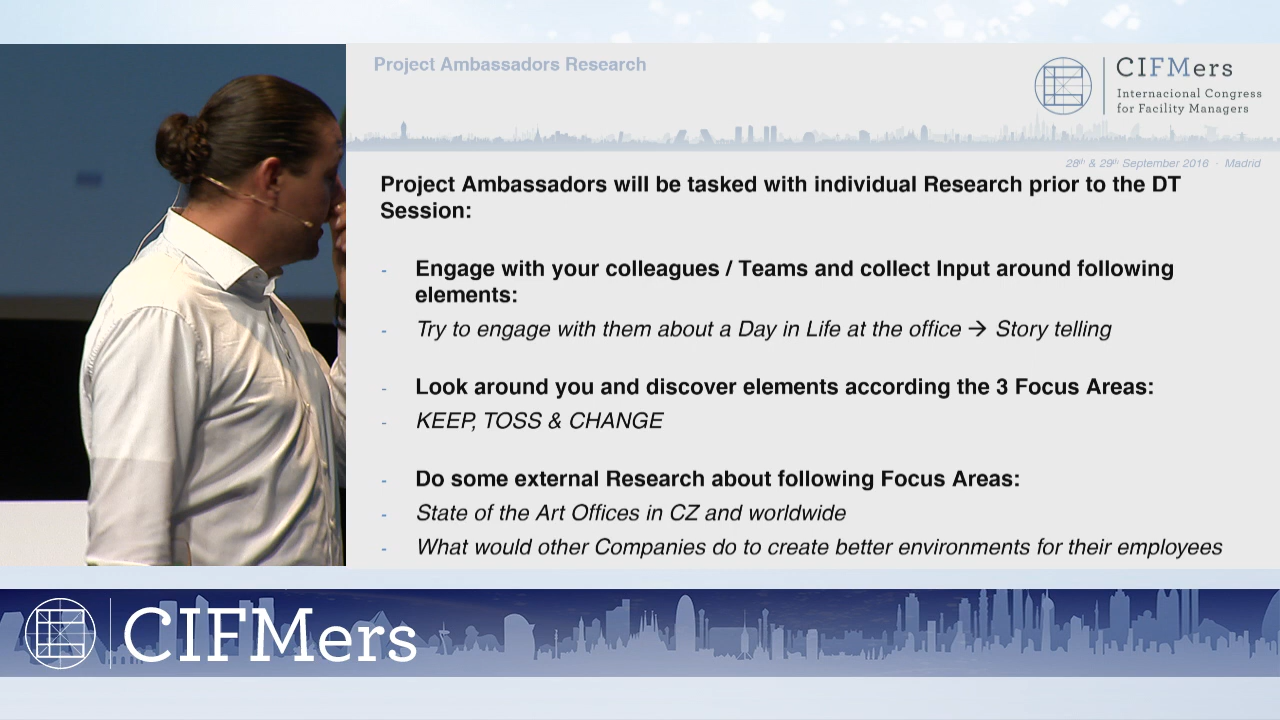 Project Ambassadors Research
CIFMers
Internacional Congress
for Facility Managers
28th & 29th September 2016 · Madrid
Project Ambassadors will be tasked with individual Research prior to the DT
Session:
- Engage with your colleagues / Teams and collect Input around following
elements:
- Try to engage with them about a Day in Life at the office → Story telling
- Look around you and discover elements according the 3 Focus Areas:
- KEEP, TOSS & CHANGE
- Do some external Research about following Focus Areas:
- State of the Art Offices in CZ and worldwide
- What would other Companies do to create better environments for their employees
CIFMers